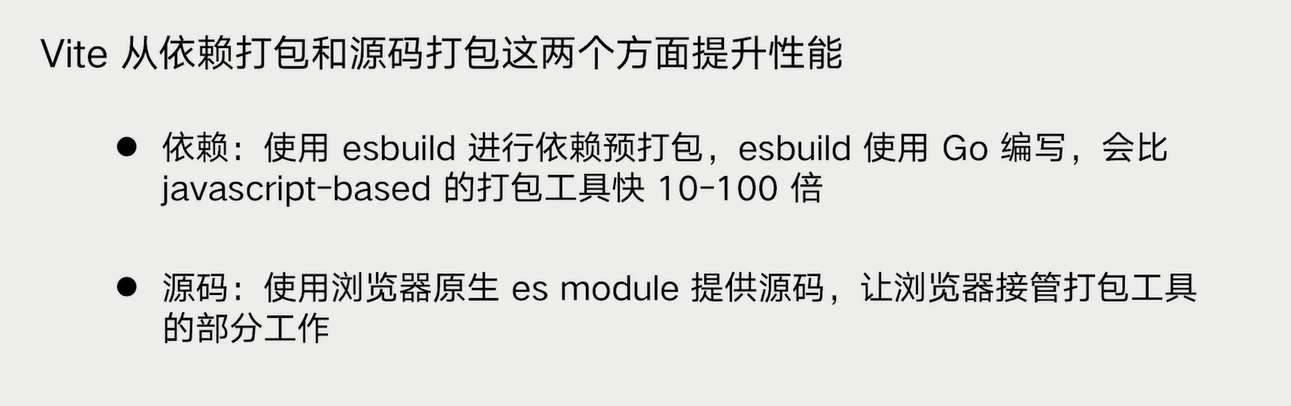 Vite 从依赖打包和源码打包这两个方面提升性能
● 依赖：使用 esbuild 进行依赖预打包，esbuild 使用 Go 编写，会比
javascript-based 的打包工具快 10-100 倍
● 源码：使用浏览器原生 es module 提供源码，让浏览器接管打包工具
的部分工作